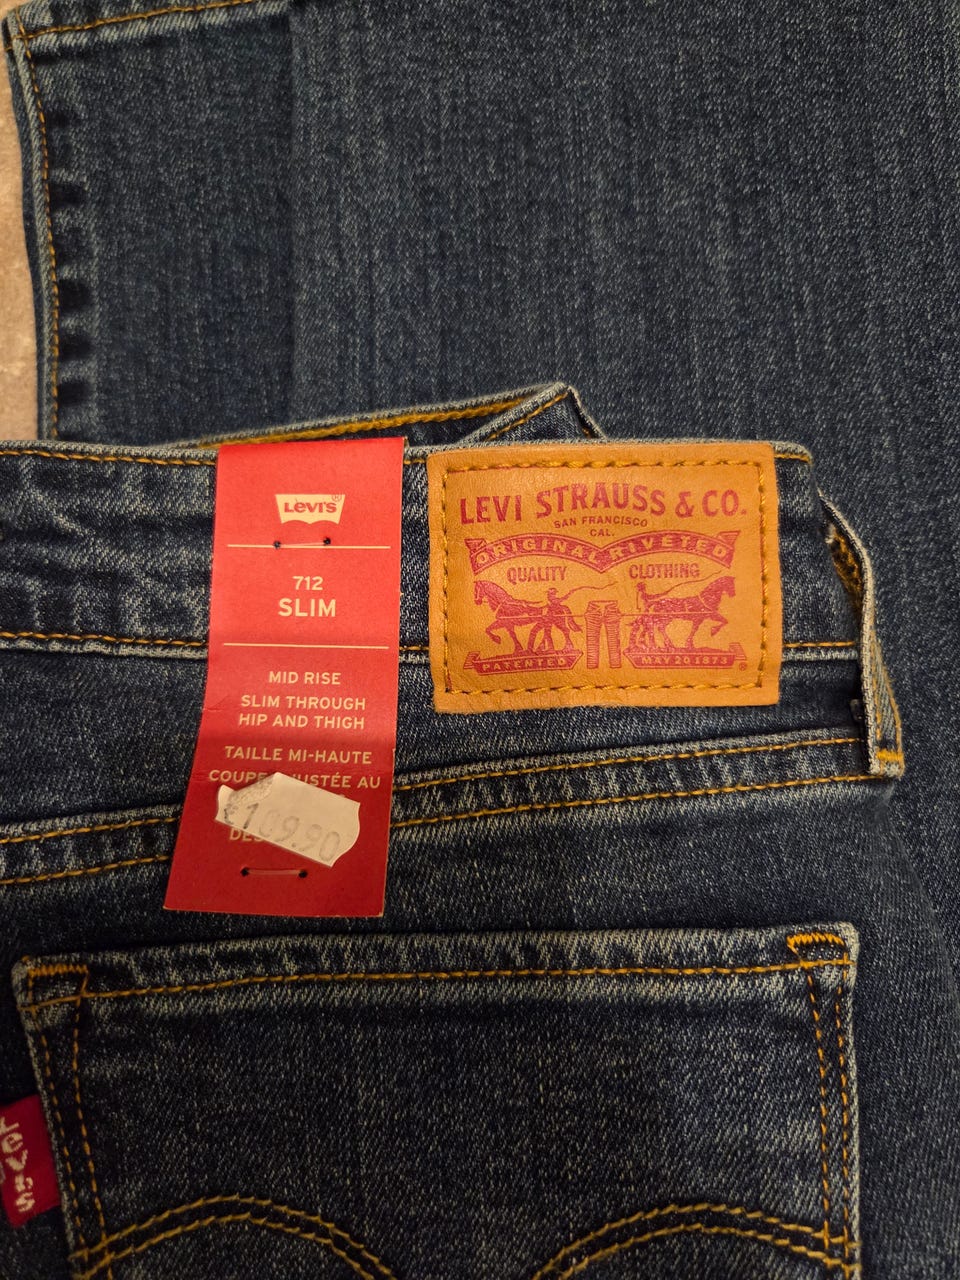 LEVI'S®
712
SLIM
MID RISE
SLIM THROUGH
HIP AND THIGH
TAILLE MI-HAUTE
AU
€109.90
LEVI STRAUSS & CO.
SAN FRANCISCO
CAL.
ORIGINAL RIVETED
QUALITY CLOTHING
PATENTED MAY 20 1873 ®
Levi's